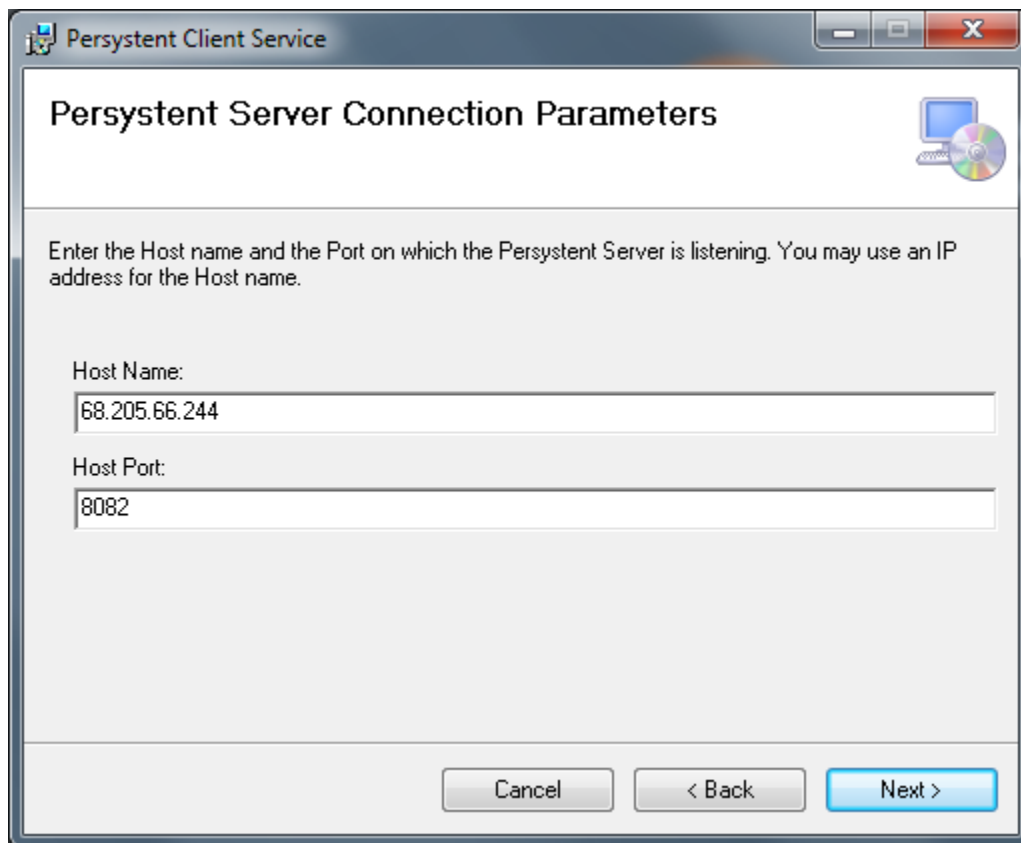 Persystent Client Service
Persystent Server Connection Parameters
Enter the Host name and the Port on which the Persystent Server is listening. You may use an IP
address for the Host name.
Host Name:
68.205.66.244
Host Port:
8082
Cancel
< Back
Next >